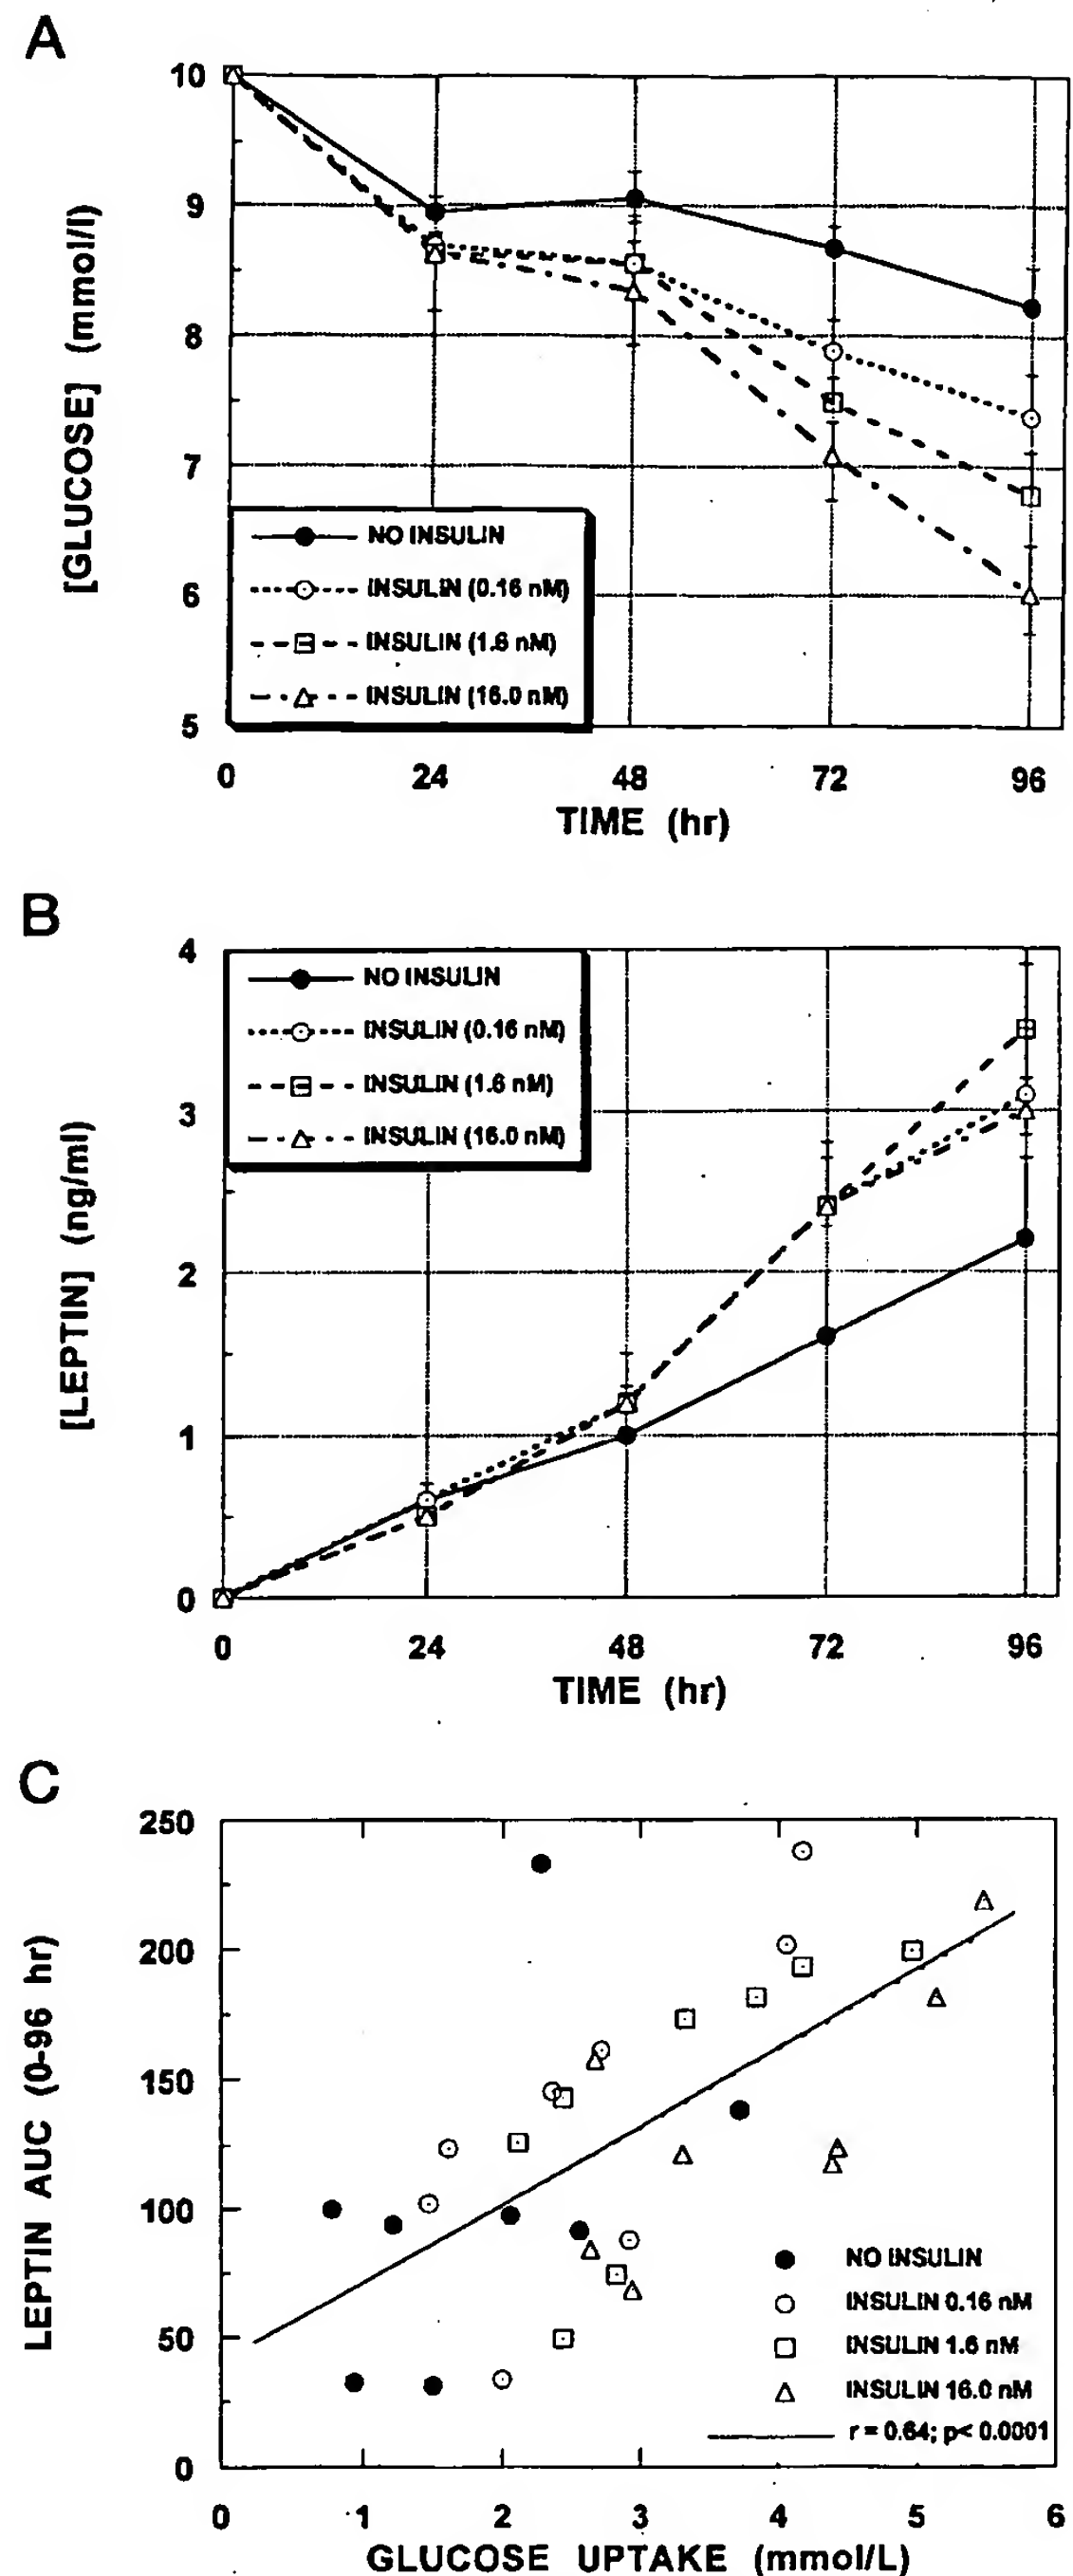 A
[GLUCOSE] (mmol/l)
10
9
8
7
6
5
NO INSULIN
INSULIN (0.16 nM)
INSULIN (1.6 nM)
INSULIN (16.0 nM)
0 24 48 72 96
TIME (hr)
B
[LEPTIN] (ng/ml)
4
3
2
1
0
NO INSULIN
INSULIN (0.16 nM)
INSULIN (1.6 nM)
INSULIN (16.0 nM)
0 24 48 72 96
TIME (hr)
C
LEPTIN AUC (0-96 hr)
250
200
150
100
50
0
NO INSULIN
INSULIN 0.16 nM
INSULIN 1.6 nM
INSULIN 16.0 nM
r = 0.64; p< 0.0001
0 1 2 3 4 5 6
GLUCOSE UPTAKE (mmol/L)